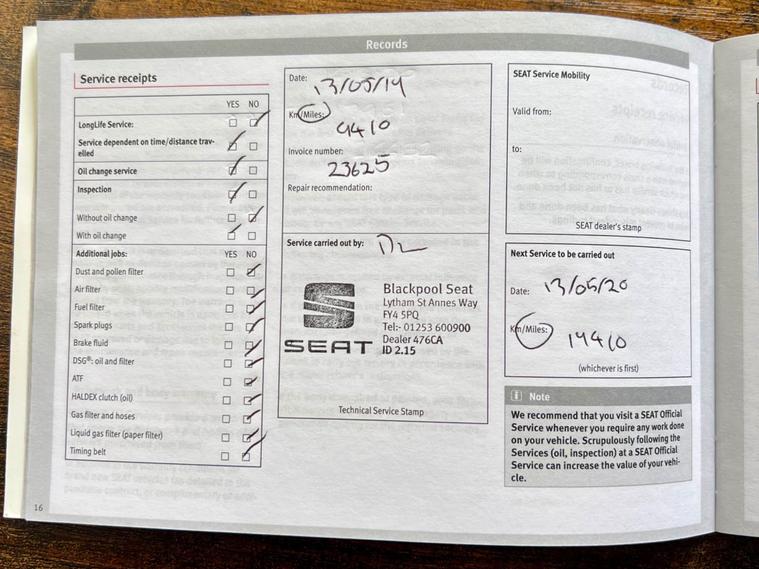 Records
Service receipts
YES NO
LongLife Service:
Service dependent on time/distance trav-
elled
Oil change service
Inspection
Without oil change
With oil change
Additional jobs: YES NO
Dust and pollen filter
Air filter
Fuel filter
Spark plugs
Brake fluid
DSG®: oil and filter
ATF
HALDEX clutch (oil)
Gas filter and hoses
Liquid gas filter (paper filter)
Timing belt
16
Date: 13/05/19
Km/Miles: 9410
Invoice number:
23625
Repair recommendation:
Service carried out by:
SEAT
Blackpool Seat
Lytham St Annes Way
FY4 5PQ
Tel:- 01253 600900
Dealer 476CA
ID 2.15
Technical Service Stamp
SEAT Service Mobility
Valid from:
to:
SEAT dealer's stamp
Next Service to be carried out
Date: 13/05/20
Km/Miles: 19410
(whichever is first)
i Note
We recommend that you visit a SEAT Official
Service whenever you require any work done
on your vehicle. Scrupulously following the
Services (oil, inspection) at a SEAT Official
Service can increase the value of your vehi-
cle.